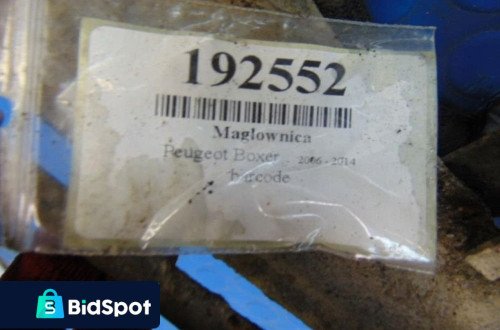 192552
Maglownica
Peugeot Boxer 2006 - 2014
barcode
BidSpot